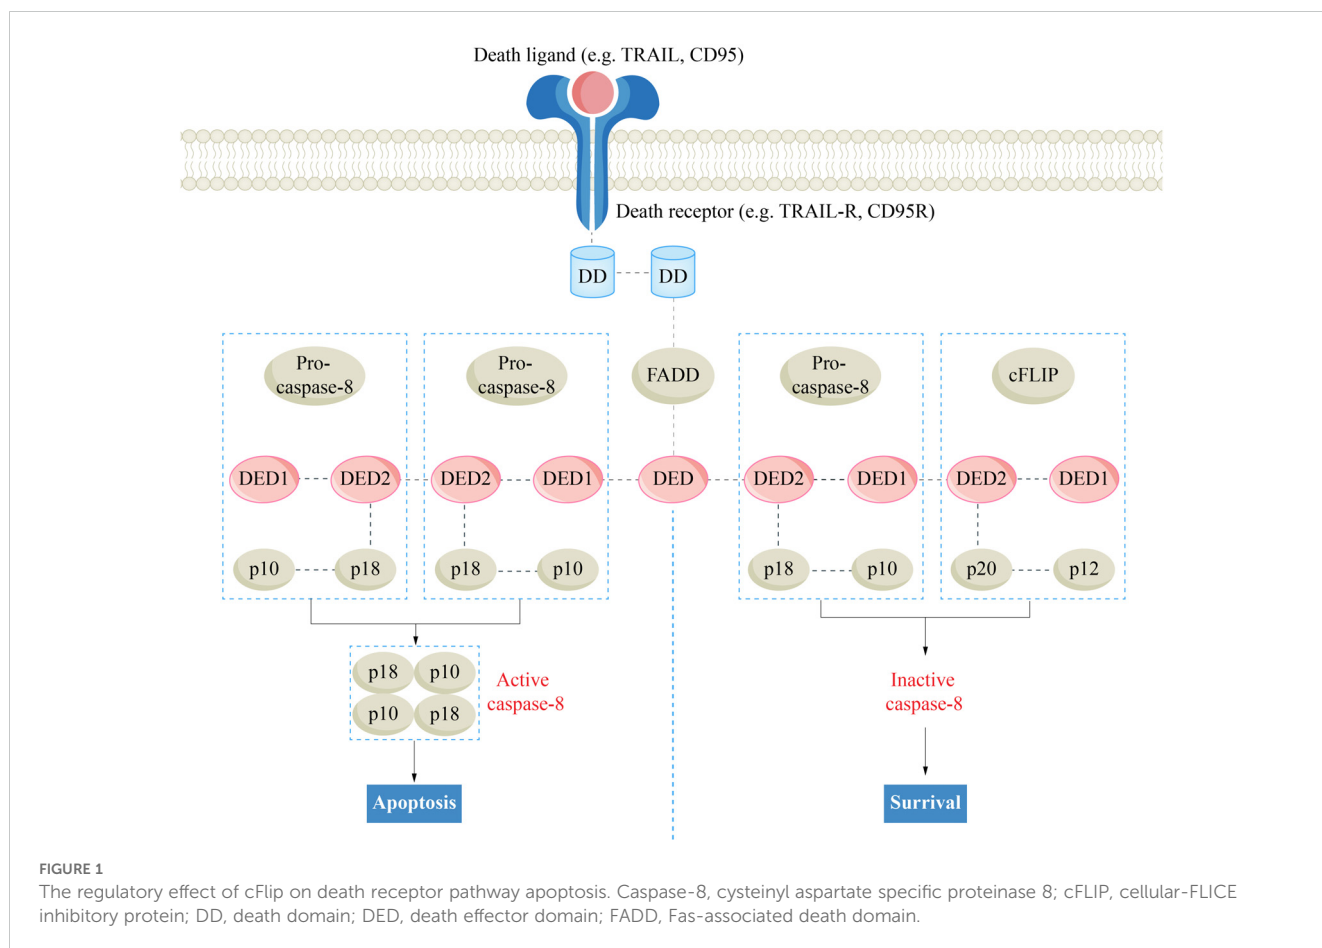 Death ligand (e.g. TRAIL, CD95)
Death receptor (e.g. TRAIL-R, CD95R)
DD DD
Pro-
caspase-8
Pro-
caspase-8
FADD
Pro-
caspase-8
cFLIP
DED1 DED2 DED2 DED1 DED DED2 DED1 DED2 DED1
p10 p18 p18 p10 p18 p10 p20 p12
p18 p10
p10 p18
Active
caspase-8
Inactive
caspase-8
Apoptosis
Surrival
FIGURE 1
The regulatory effect of cFlip on death receptor pathway apoptosis. Caspase-8, cysteinyl aspartate specific proteinase 8; cFLIP, cellular-FLICE
inhibitory protein; DD, death domain; DED, death effector domain; FADD, Fas-associated death domain.